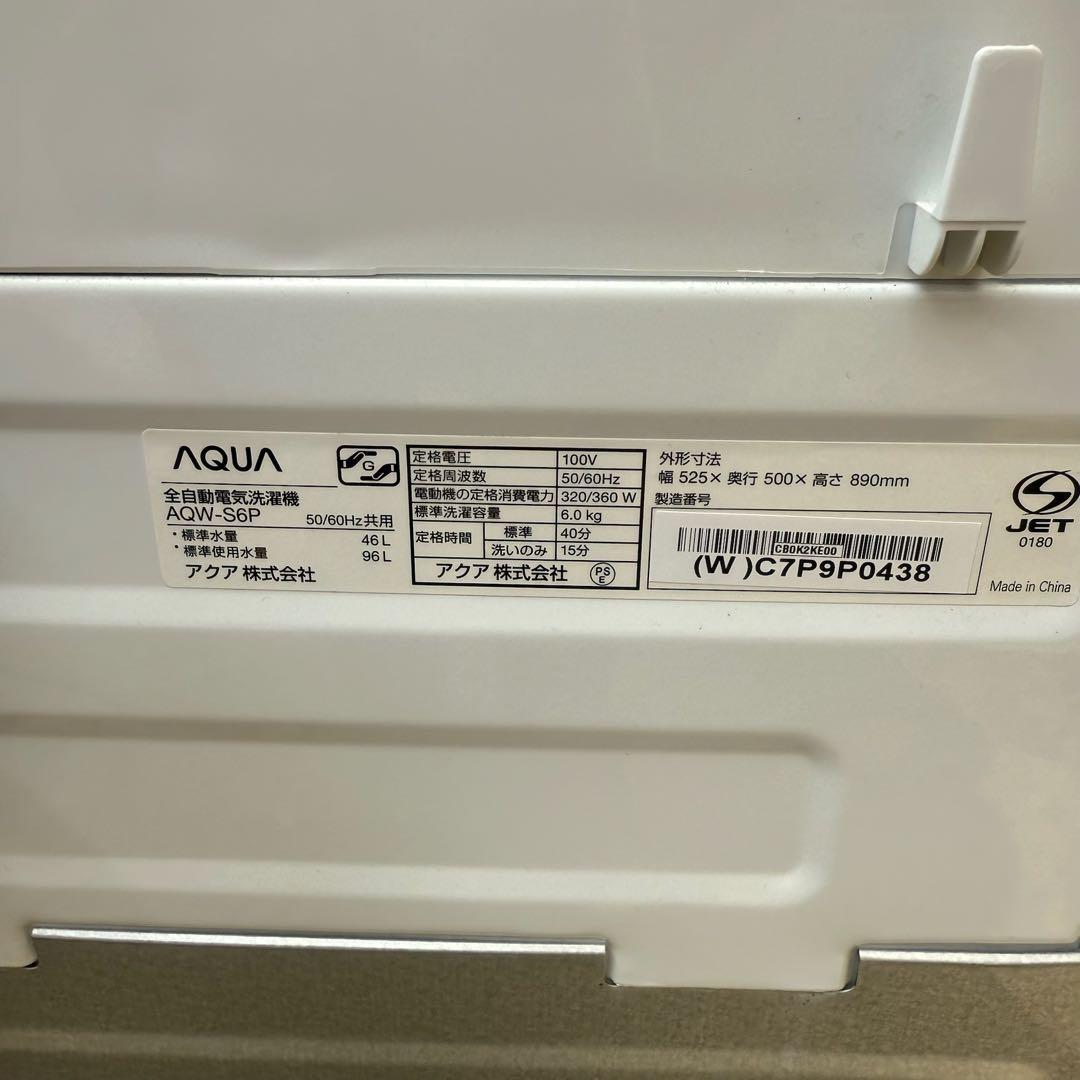 AQUA
G
全自動電気洗濯機
AQW-S6P 50/60Hz共用
・標準水量 46L
・標準使用水量 96L
アクア株式会社
定格電圧 100V
定格周波数 50/60Hz
電動機の定格消費電力 320/360 W
標準洗濯容量 6.0 kg
定格時間 標準 40分
洗いのみ 15分
アクア株式会社 PSE
外形寸法
幅 525× 奥行 500× 高さ 890mm
製造番号
CB0K2KE00
(W )C7P9P0438
S
JET
0180
Made in China